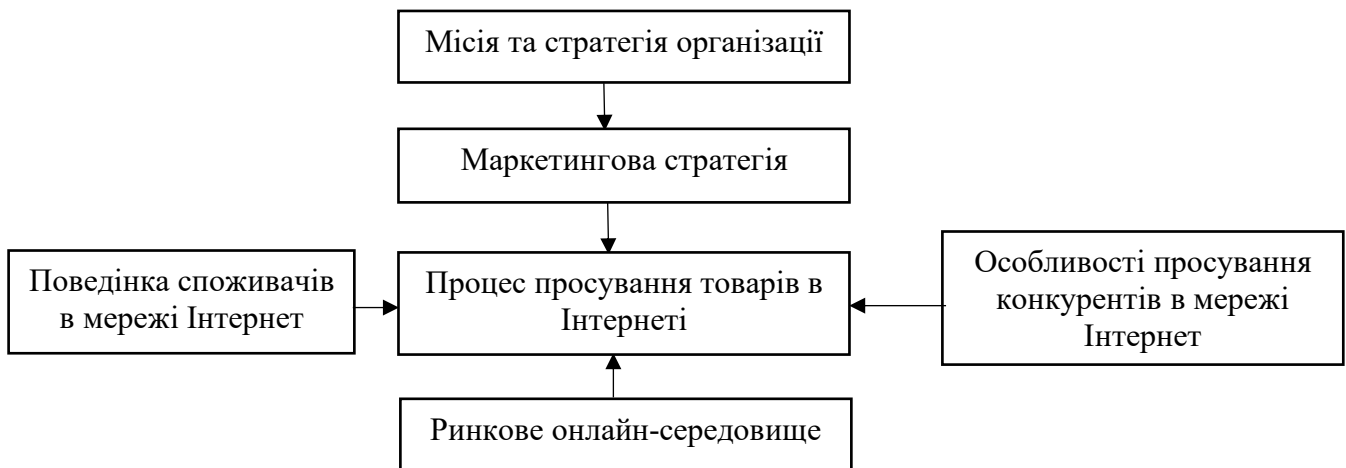 Місія та стратегія організації
Маркетингова стратегія
Поведінка споживачів
в мережі Інтернет
Процес просування товарів в
Інтернеті
Особливості просування
конкурентів в мережі
Інтернет
Ринкове онлайн-середовище